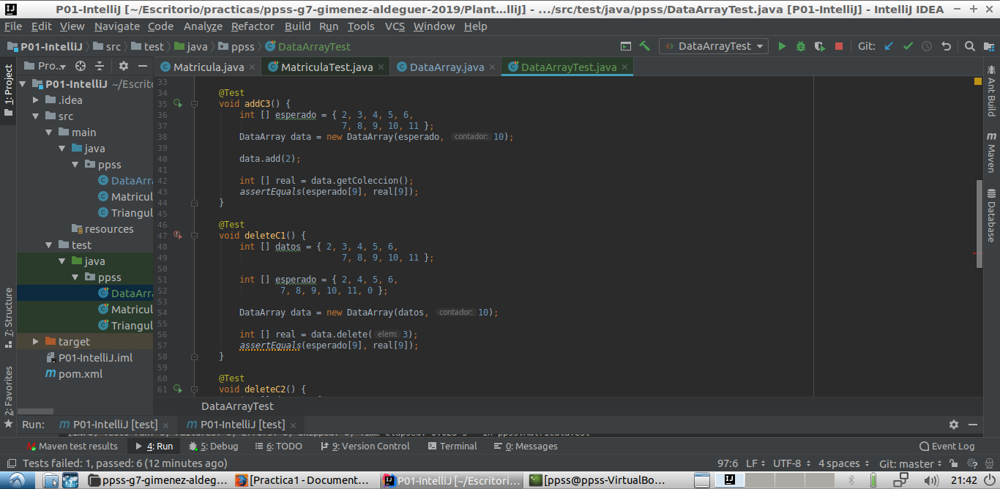 P01-IntelliJ [~/Escritorio/practicas/ppss-g7-gimenez-aldeguer-2019/Plant...lliJ] - .../src/test/java/ppss/DataArrayTest.java [P01-IntelliJ] - IntelliJ IDEA
File Edit View Navigate Code Analyze Refactor Build Run Tools VCS Window Help
P01-IntelliJ src test java ppss DataArrayTest DataArrayTest Git:
1: Project Pro... Matricula.java MatriculaTest.java DataArray.java DataArrayTest.java
P01-IntelliJ ~/Escrito
.idea
src
main
java
ppss
DataArra
Matricul
Triangul
resources
test
java
ppss
DataArra
Matricul
Triangul
target
P01-IntelliJ.iml
pom.xml
7: Structure
2: Favorites
33
34 @Test
35 void addC3() {
36 int [] esperado = { 2, 3, 4, 5, 6,
37 7, 8, 9, 10, 11 };
38 DataArray data = new DataArray(esperado, contador: 10);
39
40 data.add(2);
41
42 int [] real = data.getColeccion();
43 assertEquals(esperado[9], real[9]);
44 }
45
46 @Test
47 void deleteC1() {
48 int [] datos = { 2, 3, 4, 5, 6,
49 7, 8, 9, 10, 11 };
50
51 int [] esperado = { 2, 4, 5, 6,
52 7, 8, 9, 10, 11, 0 };
53
54 DataArray data = new DataArray(datos, contador: 10);
55
56 int [] real = data.delete( elem: 3);
57 assertEquals(esperado[9], real[9]);
58 }
59
60 @Test
61 void deleteC2() {
DataArrayTest
Ant Build
Maven
Database
Run: P01-IntelliJ [test] P01-IntelliJ [test]
Maven test results 4: Run 5: Debug 6: TODO 9: Version Control Terminal 0: Messages Event Log
Tests failed: 1, passed: 6 (12 minutes ago) 97:6 LF UTF-8 4 spaces Git: master
ppss-g7-gimenez-aldeg... [Practica1 - Document... P01-IntelliJ [~/Escritori... [ppss@ppss-VirtualBo... 21:42